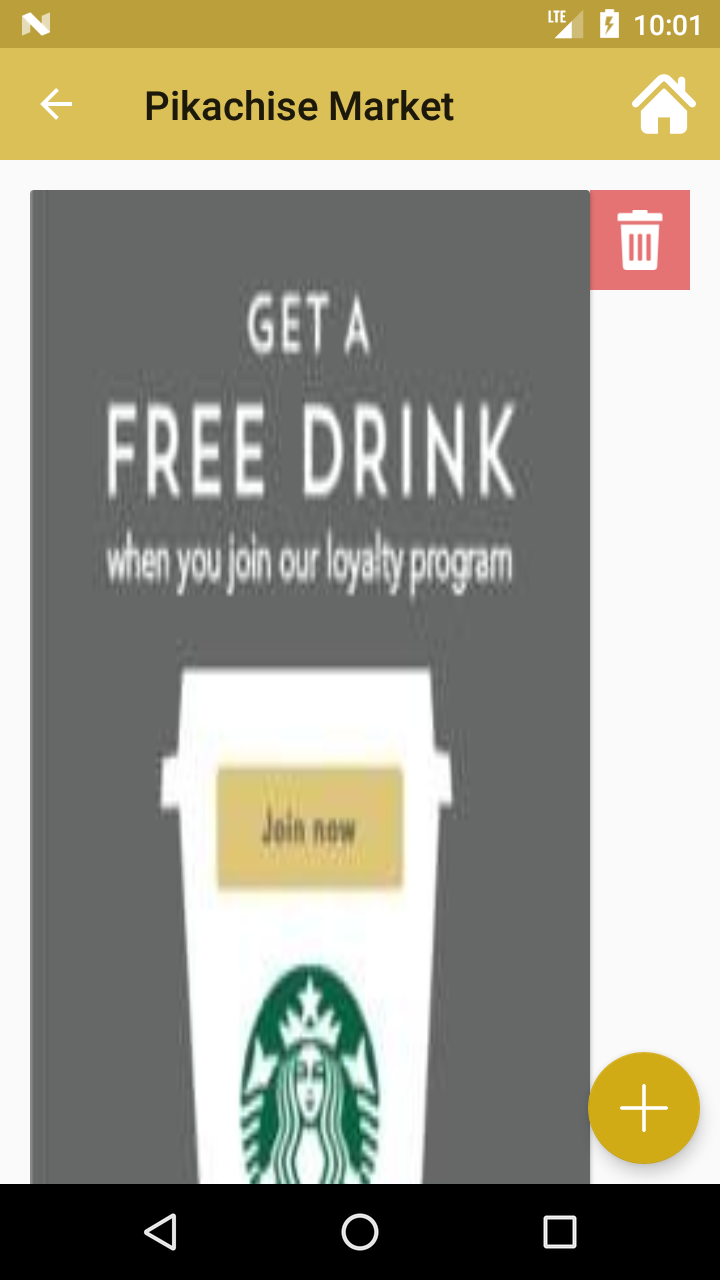 LTE
10:01
Pikachise Market
GET A
FREE DRINK
when you join our loyalty program
Join now